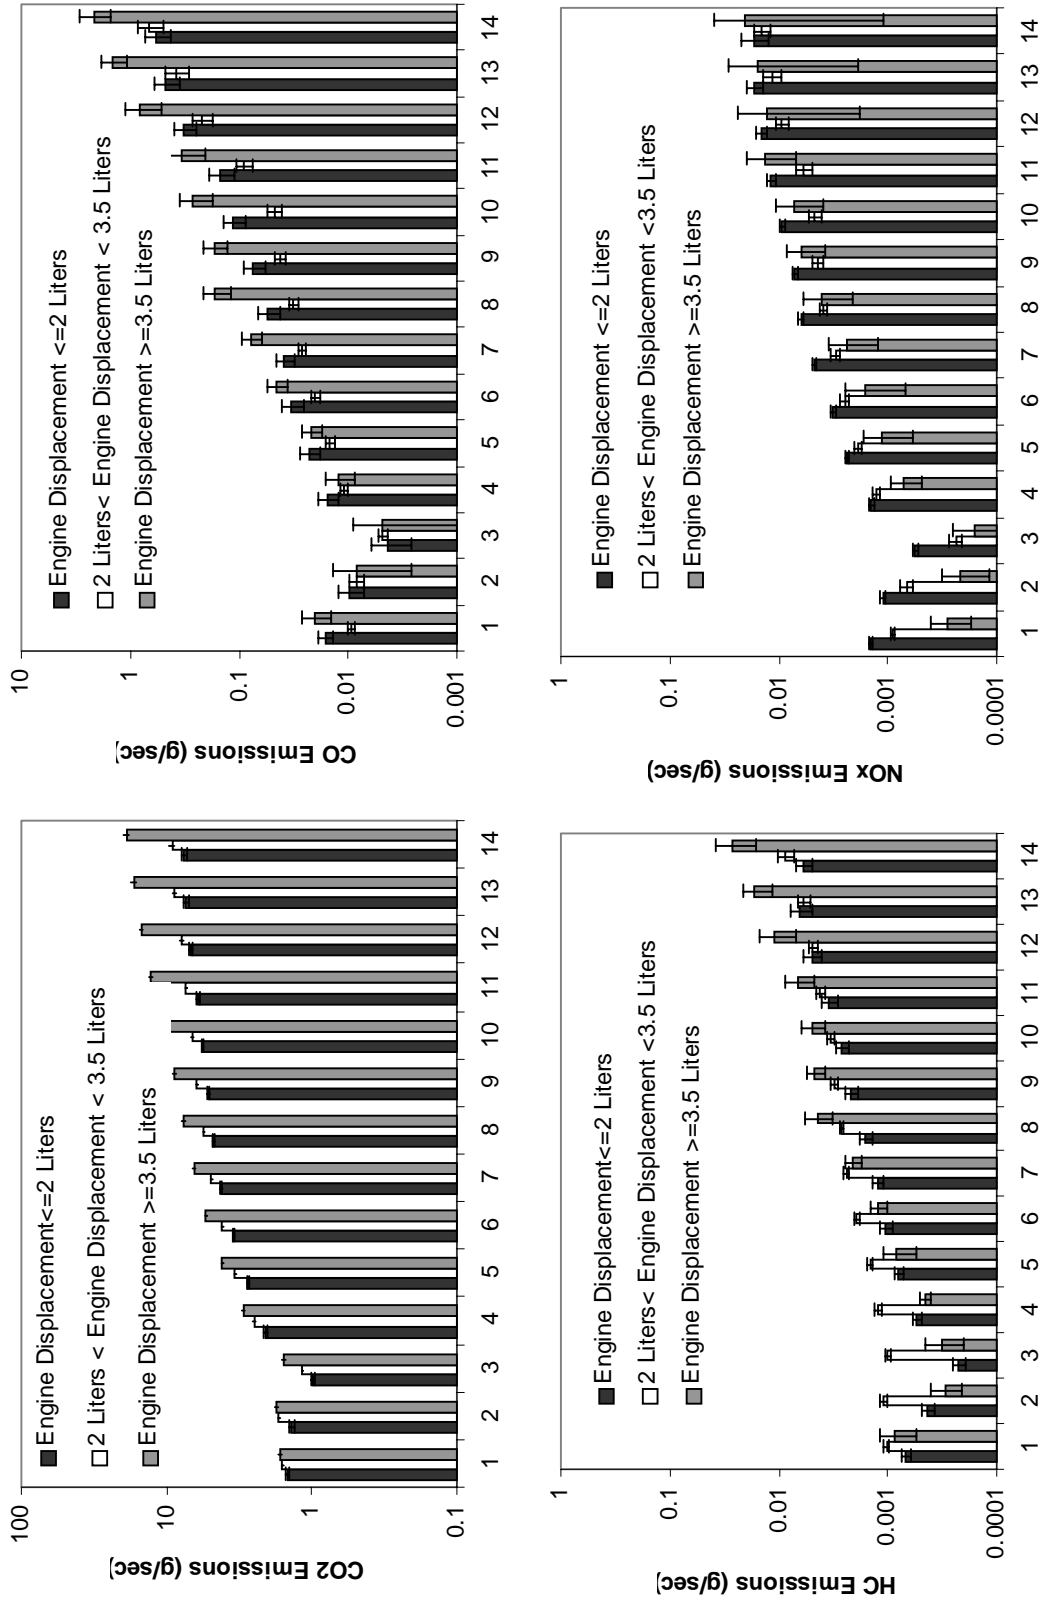 CO2 Emissions (g/sec)
100
10
1
0.1
Engine Displacement<=2 Liters
2 Liters < Engine Displacement < 3.5 Liters
Engine Displacement >=3.5 Liters
1 2 3 4 5 6 7 8 9 10 11 12 13 14
CO Emissions (g/sec)
10
1
0.1
0.01
0.001
Engine Displacement <=2 Liters
2 Liters< Engine Displacement < 3.5 Liters
Engine Displacement >=3.5 Liters
1 2 3 4 5 6 7 8 9 10 11 12 13 14
HC Emissions (g/sec)
1
0.1
0.01
0.001
0.0001
Engine Displacement<=2 Liters
2 Liters< Engine Displacement <3.5 Liters
Engine Displacement >=3.5 Liters
1 2 3 4 5 6 7 8 9 10 11 12 13 14
NOx Emissions (g/sec)
1
0.1
0.01
0.001
0.0001
Engine Displacement <=2 Liters
2 Liters< Engine Displacement <3.5 Liters
Engine Displacement >=3.5 Liters
1 2 3 4 5 6 7 8 9 10 11 12 13 14